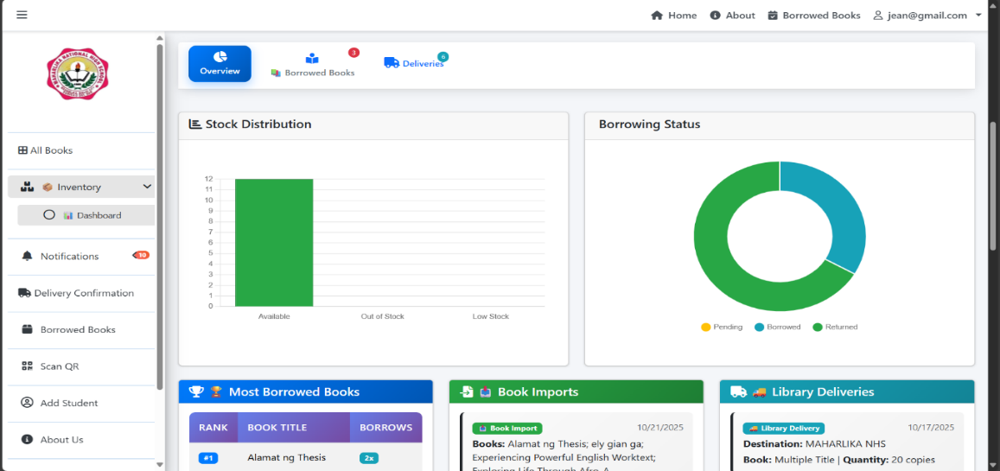 Home
About
Borrowed Books
jean@gmail.com
MAHARLIKA NATIONAL HIGH SCHOOL
All Books
Inventory
Dashboard
Notifications
10
Delivery Confirmation
Borrowed Books
Scan QR
Add Student
About Us
Overview
3
Borrowed Books
6
Deliveries
Stock Distribution
12
11
10
9
8
7
6
5
4
3
2
1
0
Available
Out of Stock
Low Stock
Borrowing Status
Pending
Borrowed
Returned
Most Borrowed Books
RANK BOOK TITLE BORROWS
#1 Alamat ng Thesis 2x
Book Imports
Book Import 10/21/2025
Books: Alamat ng Thesis; ely gian ga;
Experiencing Powerful English Worktext;
Exploring Life Through Afro-A
Library Deliveries
Library Delivery 10/17/2025
Destination: MAHARLIKA NHS
Book: Multiple Title | Quantity: 20 copies